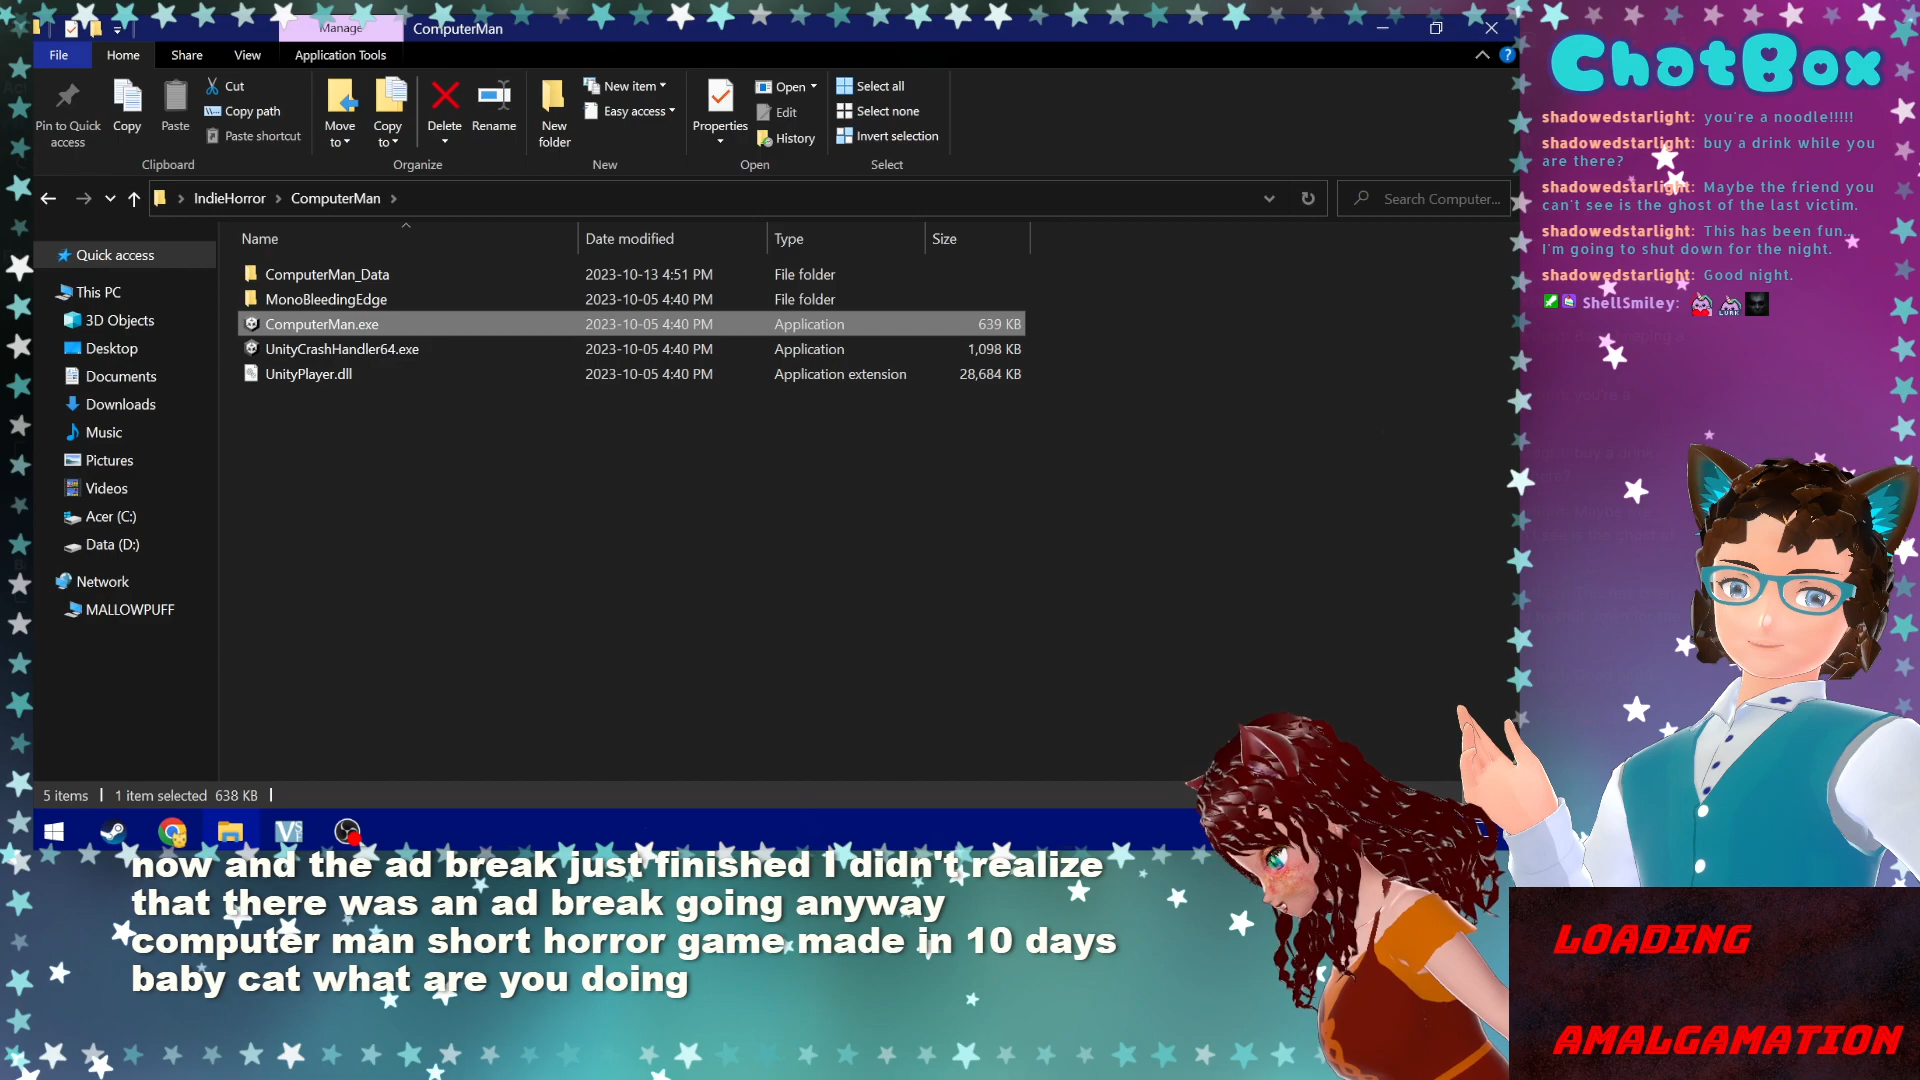 Manage
ComputerMan
File
Home
Share
View
Application Tools
Pin to Quick access
Copy
Paste
Cut
Copy path
Paste shortcut
Clipboard
Move to
Copy to
Delete
Rename
Organize
New folder
New item
Easy access
New
Properties
Open
Edit
History
Open
Select all
Select none
Invert selection
Select
IndieHorror
ComputerMan
Search Computer...
Name
Date modified
Type
Size
ComputerMan_Data 2023-10-13 4:51 PM File folder
MonoBleedingEdge 2023-10-05 4:40 PM File folder
ComputerMan.exe 2023-10-05 4:40 PM Application 639 KB
UnityCrashHandler64.exe 2023-10-05 4:40 PM Application 1,098 KB
UnityPlayer.dll 2023-10-05 4:40 PM Application extension 28,684 KB
Quick access
This PC
3D Objects
Desktop
Documents
Downloads
Music
Pictures
Videos
Acer (C:)
Data (D:)
Network
MALLOWPUFF
5 items
1 item selected 638 KB
now and the ad break just finished I didn't realize
that there was an ad break going anyway
computer man short horror game made in 10 days
baby cat what are you doing
ChatBox
shadowedstarlight: you're a noodle!!!!!
shadowedstarlight: buy a drink while you
are there?
shadowedstarlight: Maybe the friend you
can't see is the ghost of the last victim.
shadowedstarlight: This has been fun...
I'm going to shut down for the night.
shadowedstarlight: Good night.
ShellSmiley:
LURK
LOADING
AMALGAMATION